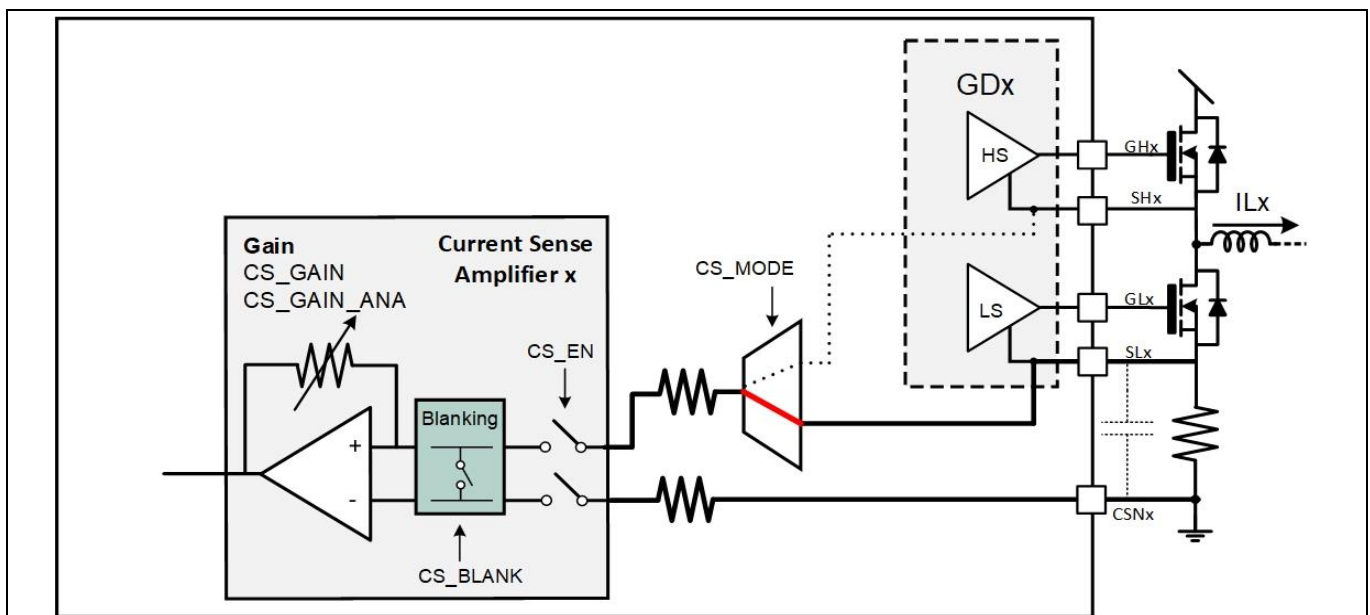 GDx
HS
GHx
SHx
ILx
LS
GLx
SLx
CSNx
CS_MODE
Gain
CS_GAIN
CS_GAIN_ANA
Current Sense
Amplifier x
CS_EN
Blanking
+
-
CS_BLANK